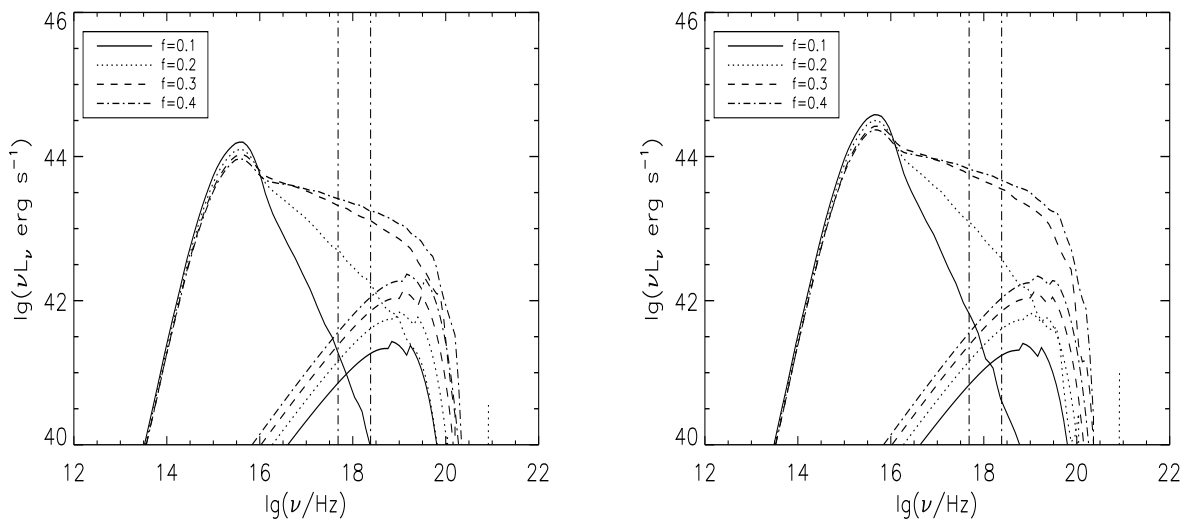 46
44
42
40
lg(νLν erg s⁻¹)
f=0.1
f=0.2
f=0.3
f=0.4
12 14 16 18 20 22
lg(ν/Hz)
46
44
42
40
lg(νLν erg s⁻¹)
f=0.1
f=0.2
f=0.3
f=0.4
12 14 16 18 20 22
lg(ν/Hz)